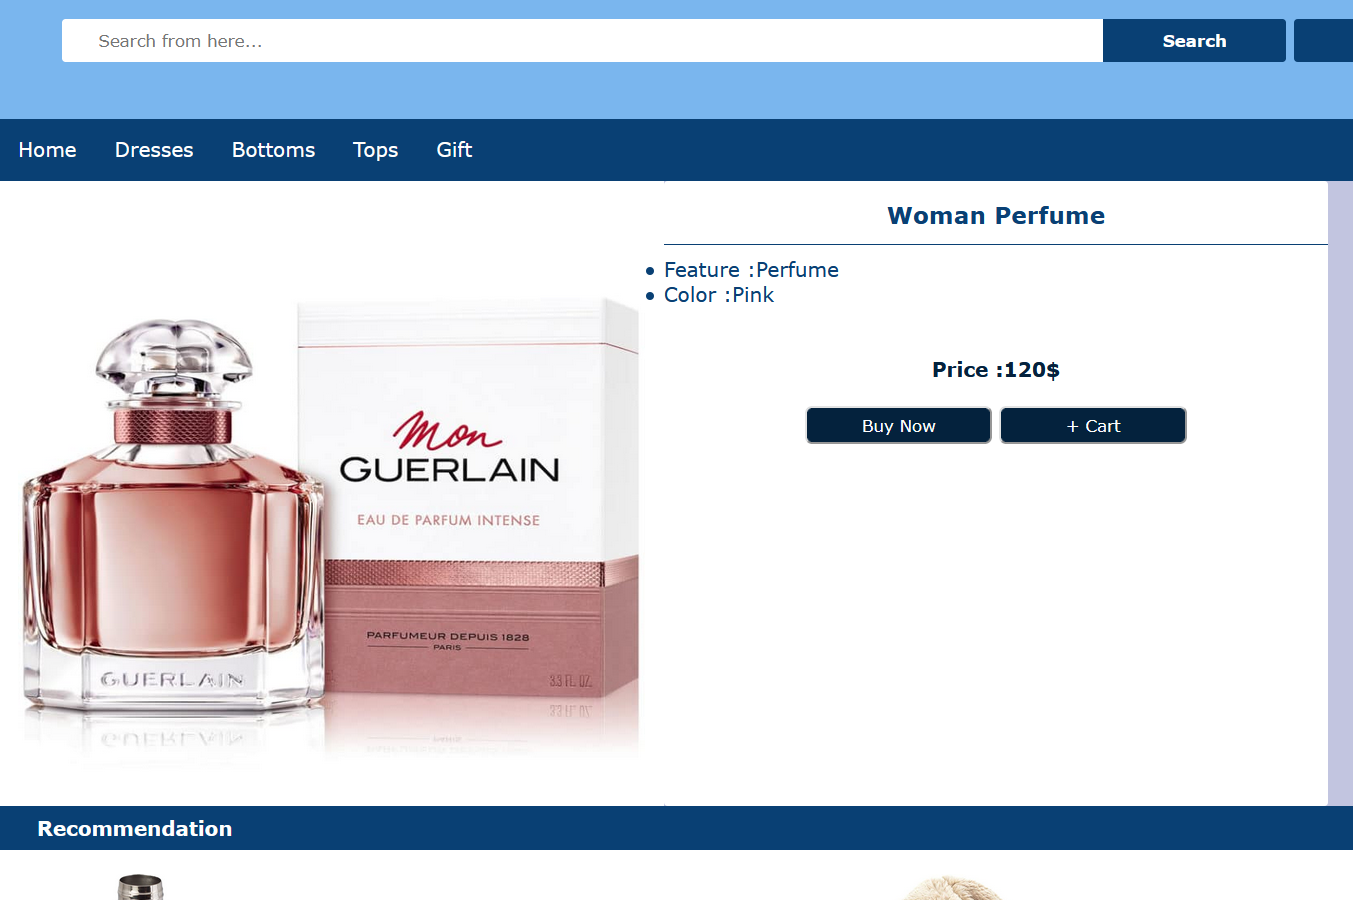 Search from here...
Search
Home Dresses Bottoms Tops Gift
Woman Perfume
Feature :Perfume
Color :Pink
Price :120$
Buy Now + Cart
Mon
GUERLAIN
EAU DE PARFUM INTENSE
PARFUMEUR DEPUIS 1828
PARIS
GUERLAIN
3.3 FL. OZ.
Recommendation